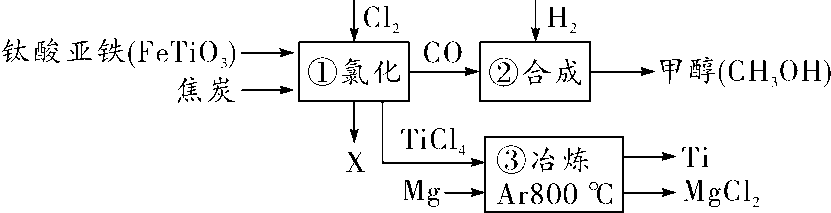 Cl₂ H₂
钛酸亚铁(FeTiO₃) ①氯化 CO ②合成 甲醇(CH₃OH)
焦炭
X TiCl₄ ③冶炼 Ti
Mg Ar800 ℃ MgCl₂